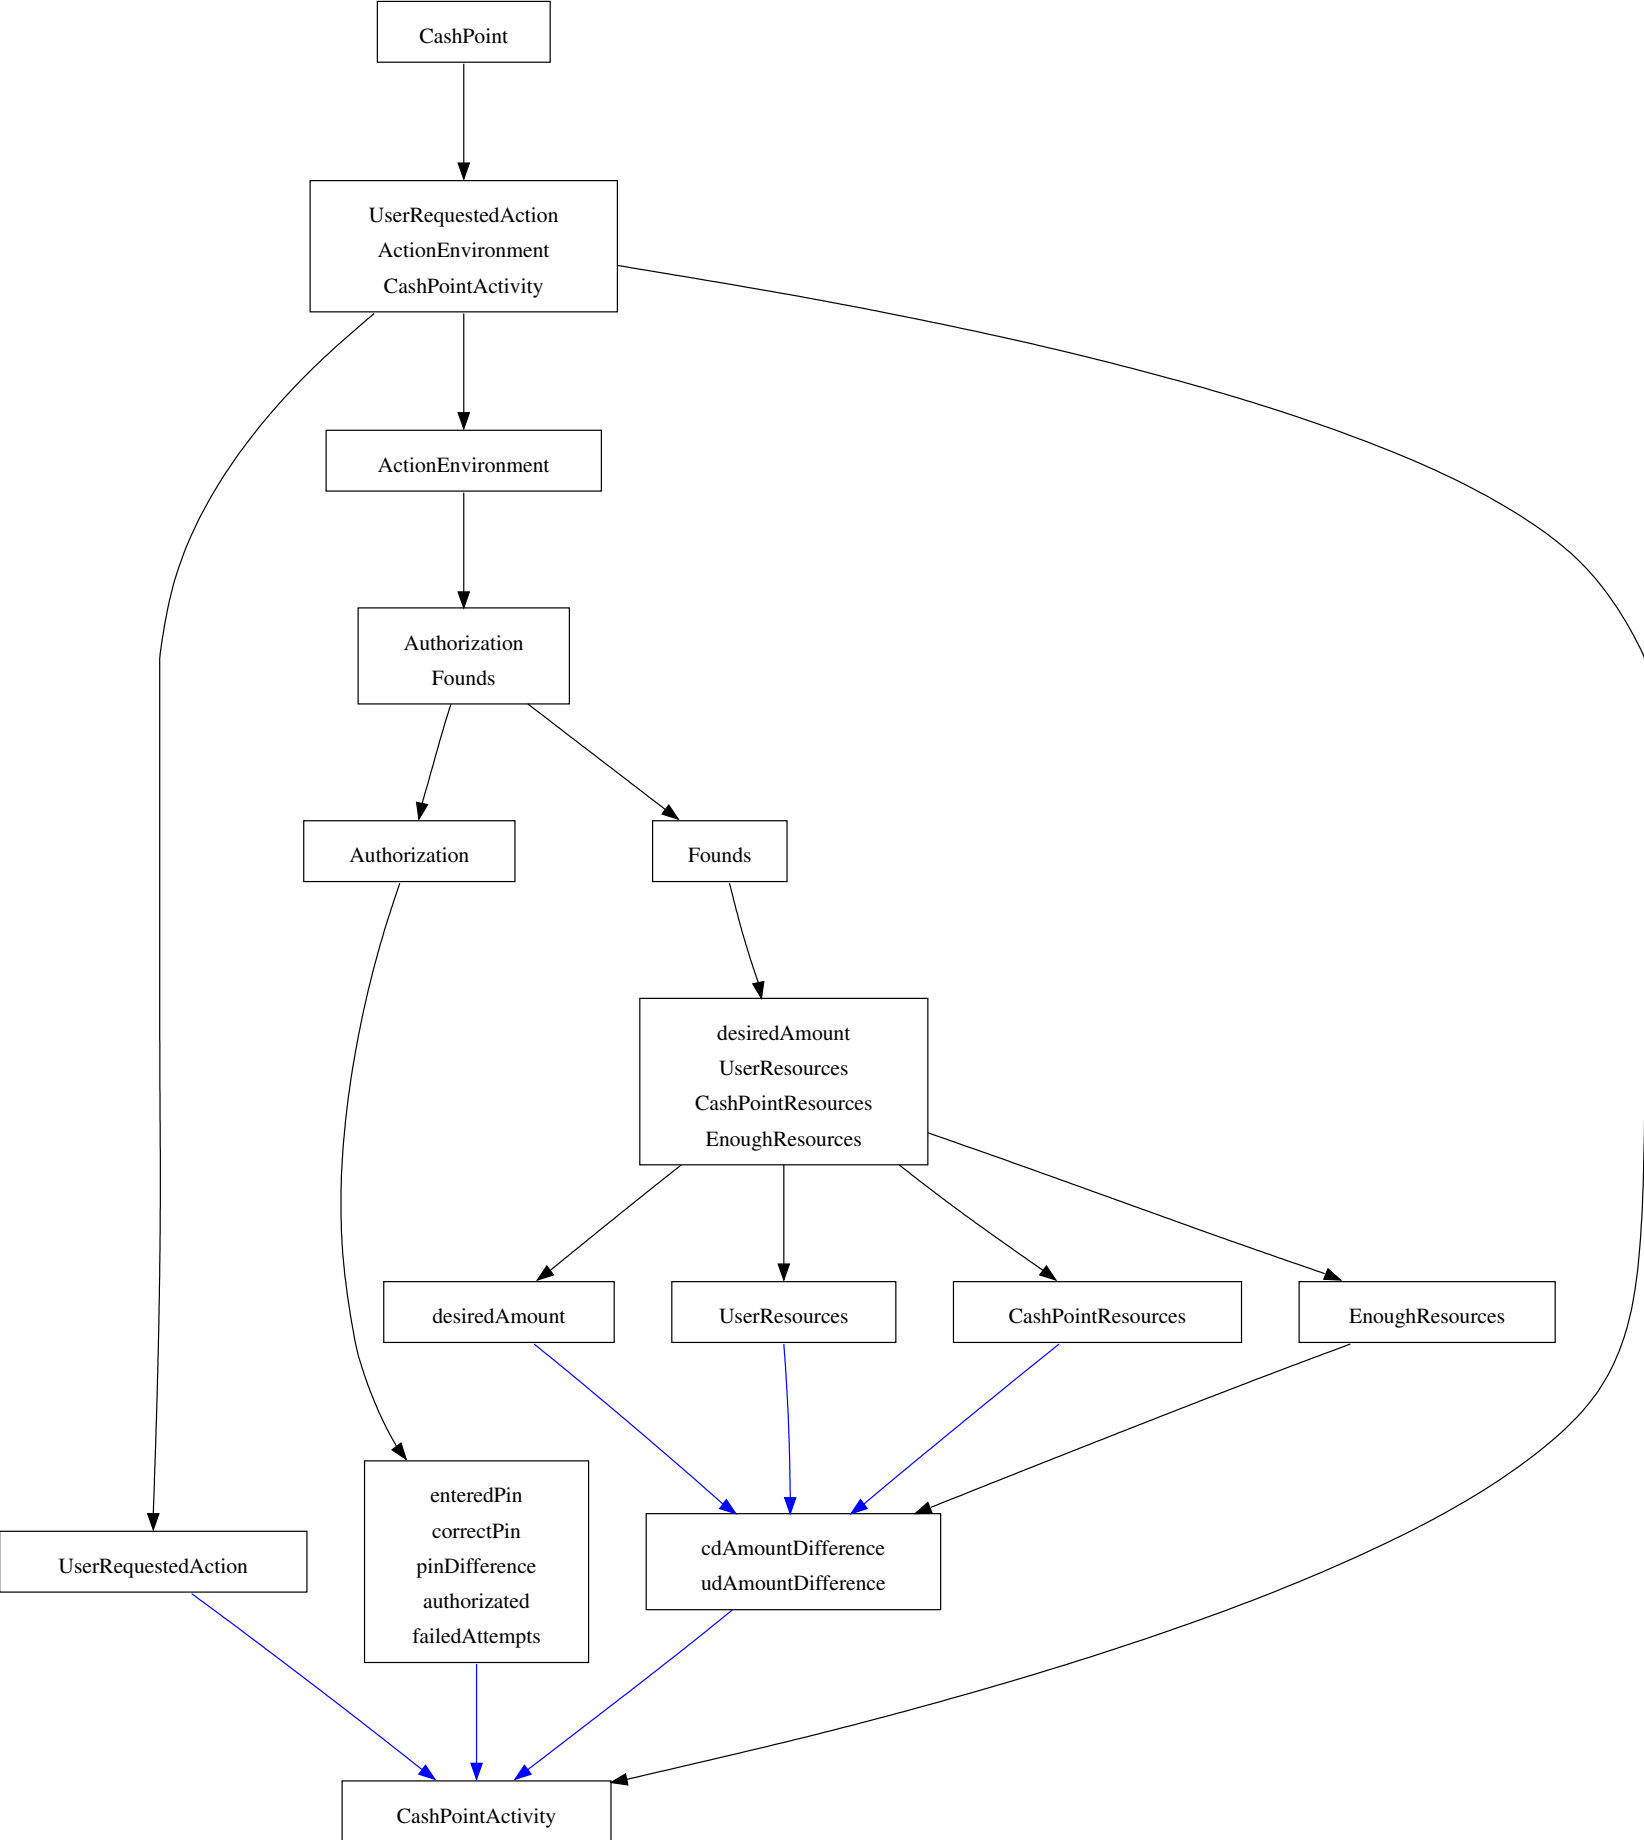 CashPoint
UserRequestedAction
ActionEnvironment
CashPointActivity
ActionEnvironment
Authorization
Founds
Authorization
Founds
desiredAmount
UserResources
CashPointResources
EnoughResources
desiredAmount
UserResources
CashPointResources
EnoughResources
enteredPin
correctPin
pinDifference
authorizated
failedAttempts
cdAmountDifference
udAmountDifference
UserRequestedAction
CashPointActivity